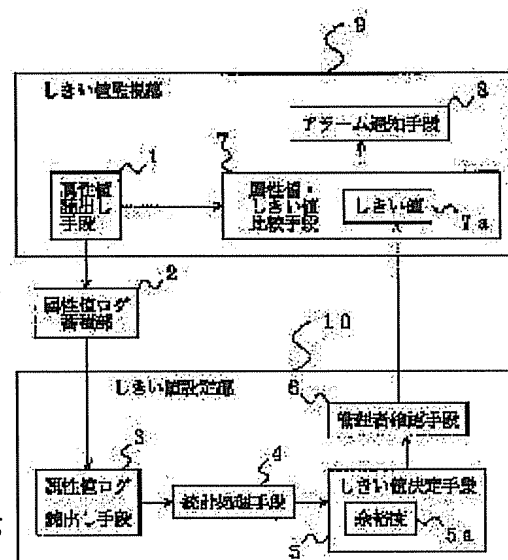 9
しきい値監視部
8
アラーム通知手段
1
7
属性値
読出し
手段
属性値・
しきい値
比較手段
しきい値
7a
2
属性値ログ
蓄積部
10
しきい値設定部
6
管理者確認手段
3
4
属性値ログ
読出し手段
統計処理手段
しきい値決定手段
余裕度
5a
5